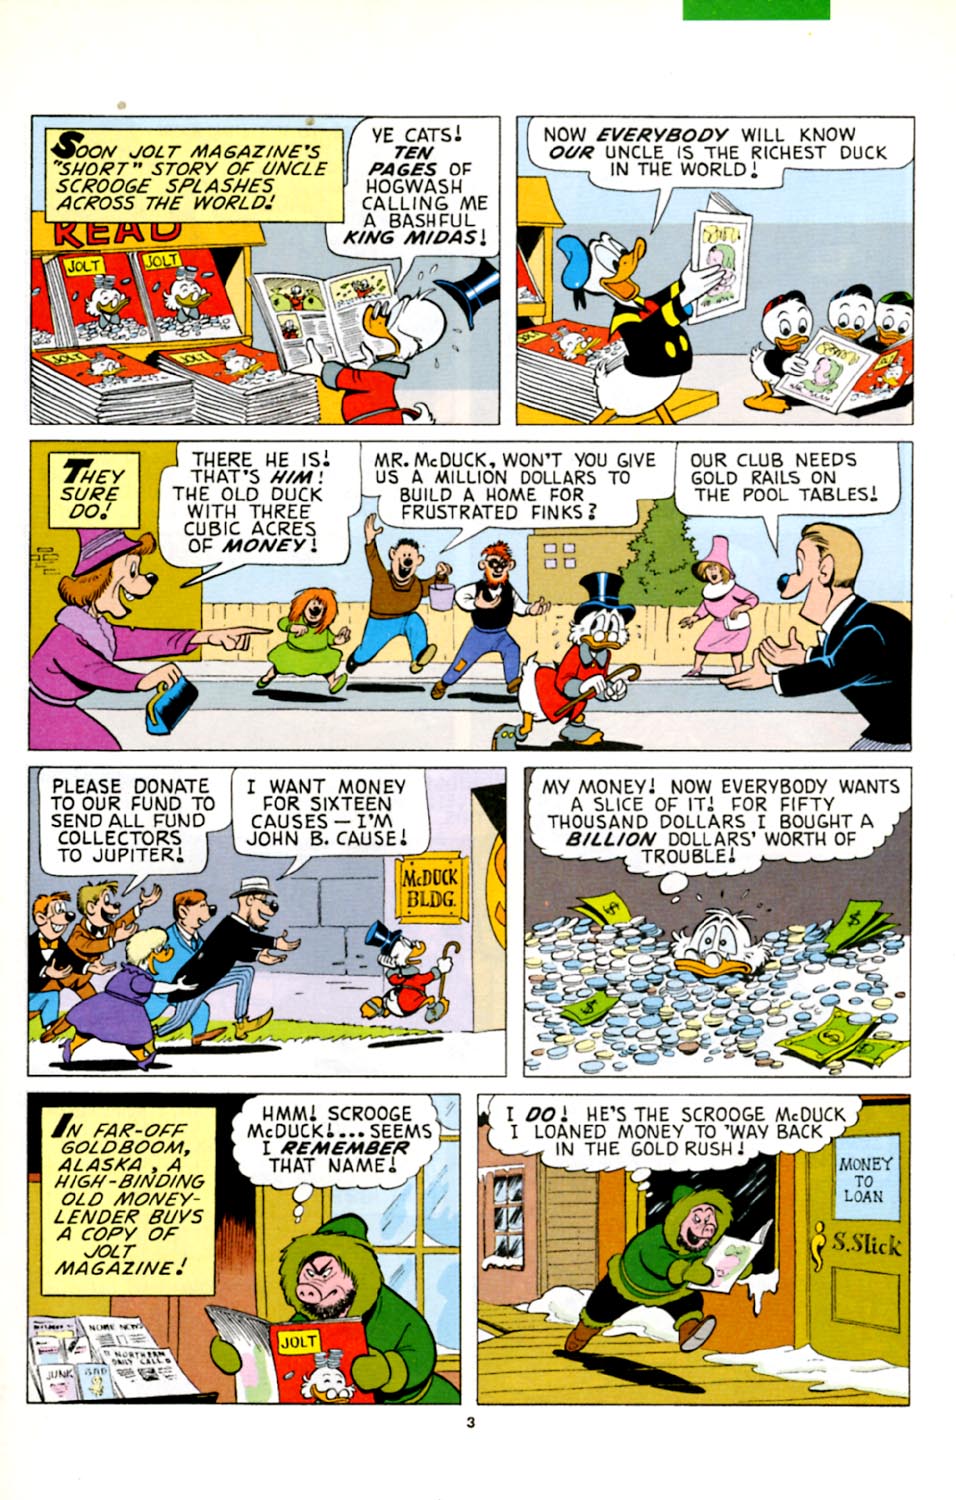 SOON JOLT MAGAZINE'S
"SHORT" STORY OF UNCLE
SCROOGE SPLASHES
ACROSS THE WORLD!
YE CATS!
TEN
PAGES OF
HOGWASH
CALLING ME
A BASHFUL
KING MIDAS!
READ
JOLT
JOLT
JOLT
JOLT
NOW EVERYBODY WILL KNOW
OUR UNCLE IS THE RICHEST DUCK
IN THE WORLD!
THEY
SURE
DO!
THERE HE IS!
THAT'S HIM!
THE OLD DUCK
WITH THREE
CUBIC ACRES
OF MONEY!
MR. McDUCK, WON'T YOU GIVE
US A MILLION DOLLARS TO
BUILD A HOME FOR
FRUSTRATED FINKS?
OUR CLUB NEEDS
GOLD RAILS ON
THE POOL TABLES!
PLEASE DONATE
TO OUR FUND TO
SEND ALL FUND
COLLECTORS
TO JUPITER!
I WANT MONEY
FOR SIXTEEN
CAUSES — I'M
JOHN B. CAUSE!
McDUCK
BLDG.
MY MONEY! NOW EVERYBODY WANTS
A SLICE OF IT! FOR FIFTY
THOUSAND DOLLARS I BOUGHT A
BILLION DOLLARS' WORTH OF
TROUBLE!
IN FAR-OFF
GOLDBOOM,
ALASKA, A
HIGH-BINDING
OLD MONEY-
LENDER BUYS
A COPY OF
JOLT
MAGAZINE!
HMM! SCROOGE
McDUCK!....SEEMS
I REMEMBER
THAT NAME!
NOME NEWS
NORTHERN
DAILY CALL
JUNK
JOLT
I DO! HE'S THE SCROOGE McDUCK
I LOANED MONEY TO 'WAY BACK
IN THE GOLD RUSH!
MONEY
TO
LOAN
S. Slick
3